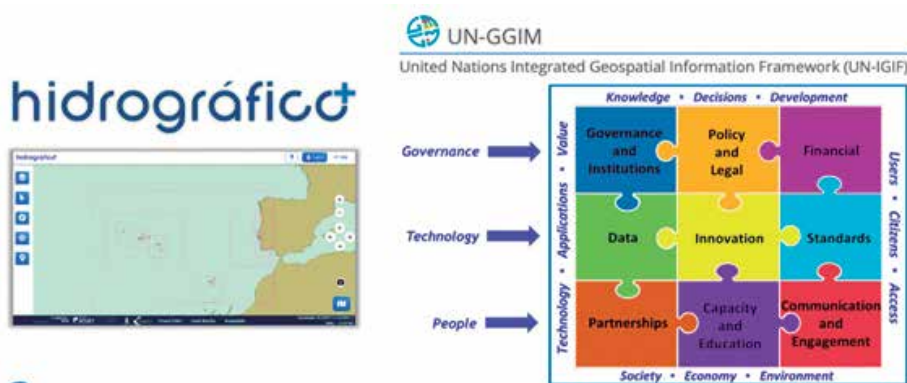 hidrográfico+
hidrográfico+
UN-GGIM
United Nations Integrated Geospatial Information Framework (UN-IGIF)
Knowledge • Decisions • Development
Governance
Technology
People
Technology • Applications • Value
Governance
and
Institutions
Policy
and
Legal
Financial
Data
Innovation
Standards
Partnerships
Capacity
and
Education
Communication
and
Engagement
Users • Citizens • Access
Society • Economy • Environment